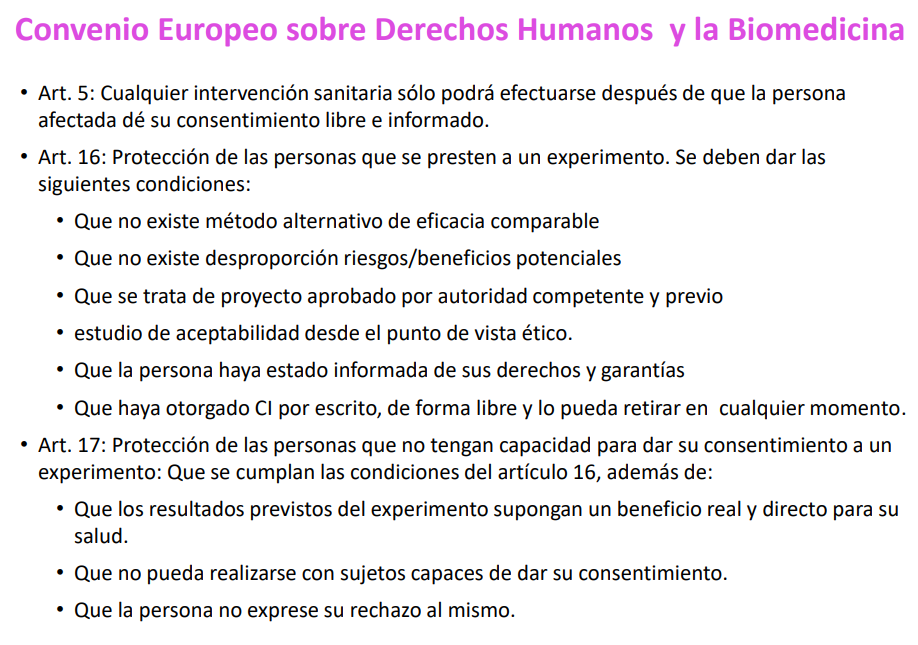 Convenio Europeo sobre Derechos Humanos  y la Biomedicina
• Art. 5: Cualquier intervención sanitaria sólo podrá efectuarse después de que la persona
afectada dé su consentimiento libre e informado.
• Art. 16: Protección de las personas que se presten a un experimento. Se deben dar las
siguientes condiciones:
• Que no existe método alternativo de eficacia comparable
• Que no existe desproporción riesgos/beneficios potenciales
• Que se trata de proyecto aprobado por autoridad competente y previo
• estudio de aceptabilidad desde el punto de vista ético.
• Que la persona haya estado informada de sus derechos y garantías
• Que haya otorgado CI por escrito, de forma libre y lo pueda retirar en  cualquier momento.
• Art. 17: Protección de las personas que no tengan capacidad para dar su consentimiento a un
experimento: Que se cumplan las condiciones del artículo 16, además de:
• Que los resultados previstos del experimento supongan un beneficio real y directo para su
salud.
• Que no pueda realizarse con sujetos capaces de dar su consentimiento.
• Que la persona no exprese su rechazo al mismo.